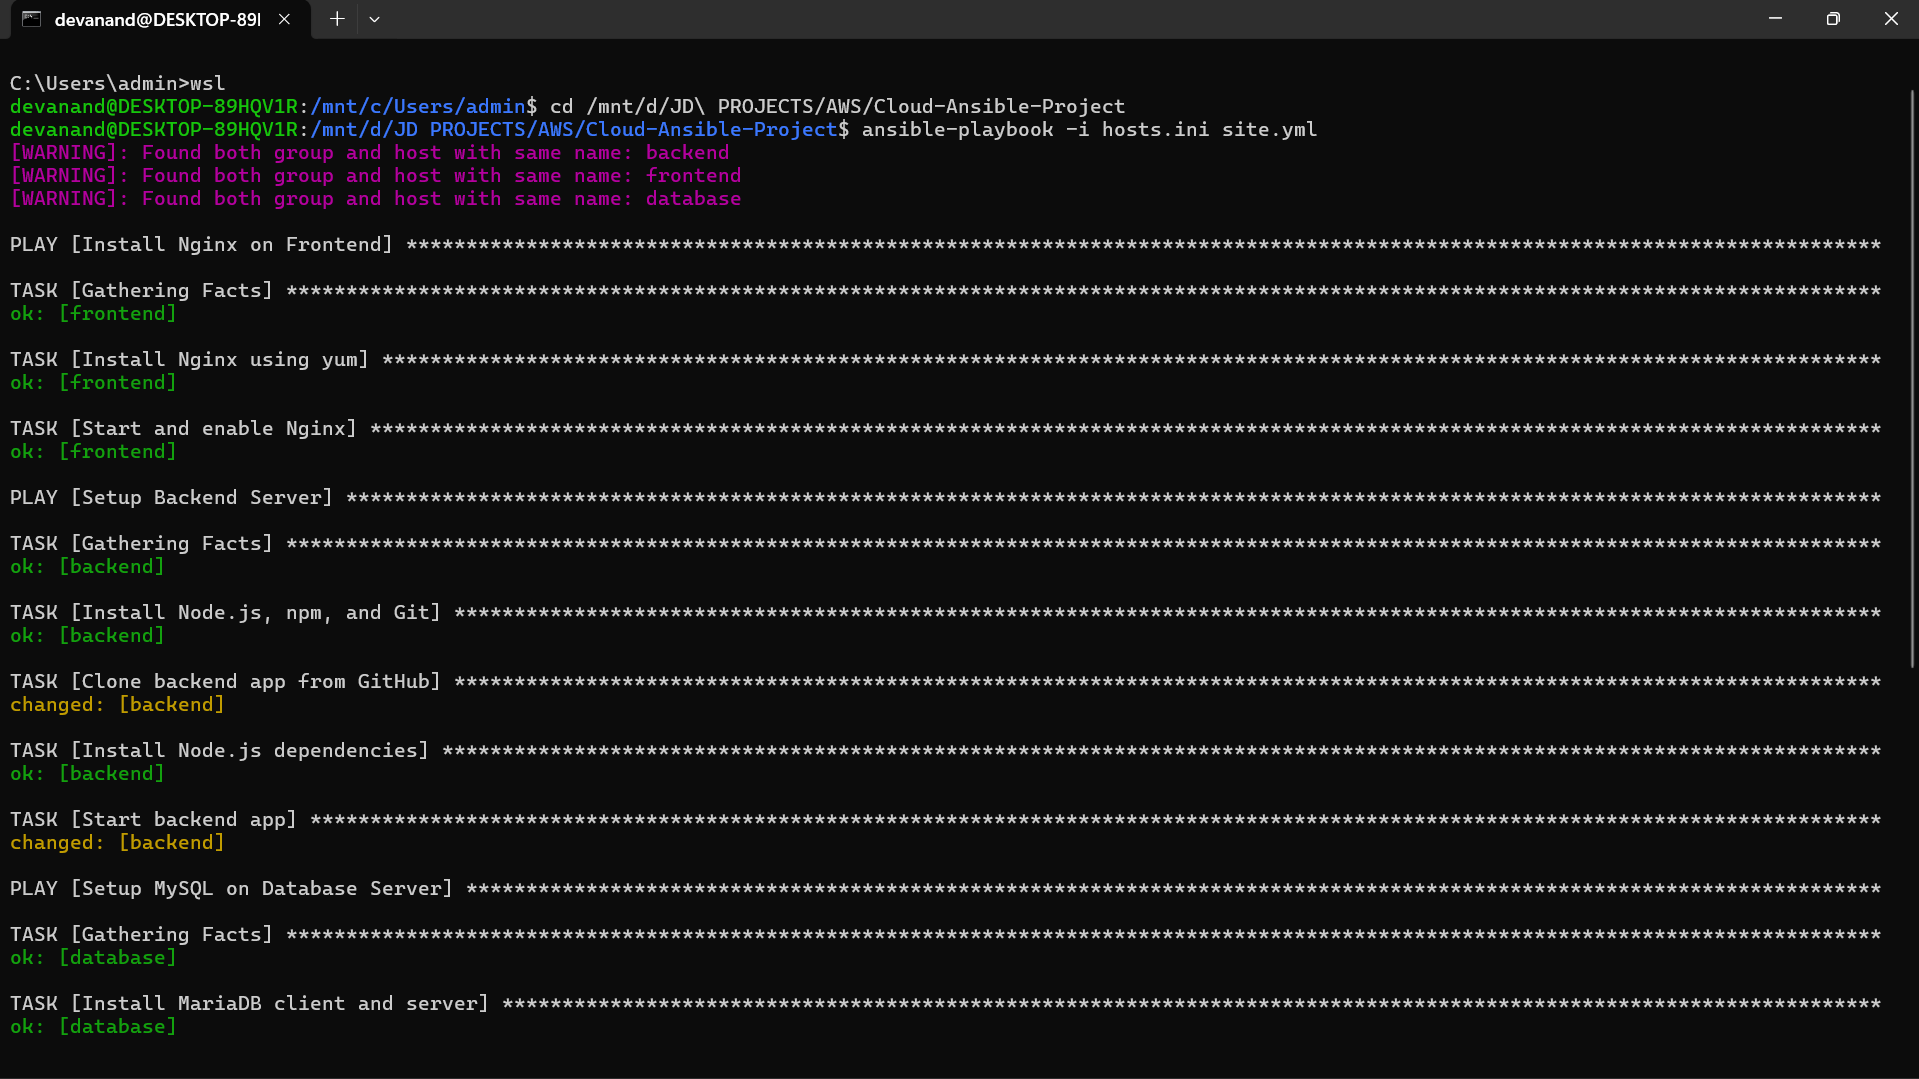 devanand@DESKTOP-89H
C:\Users\admin>wsl
devanand@DESKTOP-89HQV1R:/mnt/c/Users/admin$ cd /mnt/d/JD\ PROJECTS/AWS/Cloud-Ansible-Project
devanand@DESKTOP-89HQV1R:/mnt/d/JD PROJECTS/AWS/Cloud-Ansible-Project$ ansible-playbook -i hosts.ini site.yml
[WARNING]: Found both group and host with same name: backend
[WARNING]: Found both group and host with same name: frontend
[WARNING]: Found both group and host with same name: database
PLAY [Install Nginx on Frontend] ***************************************************************************************************************************
TASK [Gathering Facts] *************************************************************************************************************************************
ok: [frontend]
TASK [Install Nginx using yum] *****************************************************************************************************************************
ok: [frontend]
TASK [Start and enable Nginx] ******************************************************************************************************************************
ok: [frontend]
PLAY [Setup Backend Server] ********************************************************************************************************************************
TASK [Gathering Facts] *************************************************************************************************************************************
ok: [backend]
TASK [Install Node.js, npm, and Git] ***********************************************************************************************************************
ok: [backend]
TASK [Clone backend app from GitHub] ***********************************************************************************************************************
changed: [backend]
TASK [Install Node.js dependencies] ************************************************************************************************************************
ok: [backend]
TASK [Start backend app] ***********************************************************************************************************************************
changed: [backend]
PLAY [Setup MySQL on Database Server] **********************************************************************************************************************
TASK [Gathering Facts] *************************************************************************************************************************************
ok: [database]
TASK [Install MariaDB client and server] *******************************************************************************************************************
ok: [database]